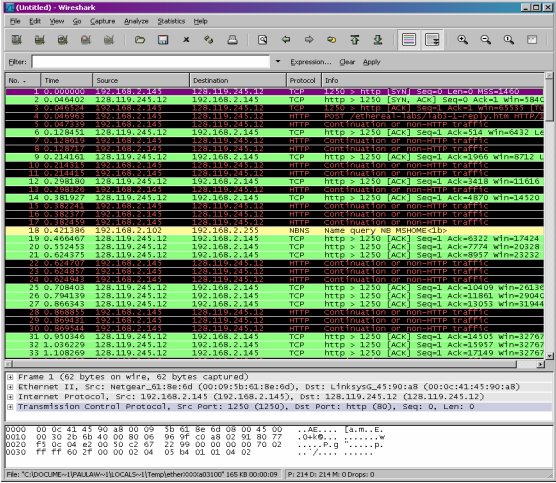 (Untitled) - Wireshark
File Edit View Go Capture Analyze Statistics Help
Filter: Expression... Clear Apply
No. Time Source Destination Protocol Info
1 0.000000 192.168.2.145 128.119.245.12 TCP 1250 > http [SYN] Seq=0 Len=0 MSS=1460
2 0.046402 128.119.245.12 192.168.2.145 TCP http > 1250 [SYN, ACK] Seq=0 Ack=1 Win=5840
3 0.046524 192.168.2.145 128.119.245.12 TCP 1250 > http [ACK] Seq=1 Ack=1 Win=65535 [TC
4 0.046963 192.168.2.145 128.119.245.12 HTTP POST /ethereal-labs/lab3-1-reply.htm HTTP/1
5 0.047339 192.168.2.145 128.119.245.12 HTTP Continuation or non-HTTP traffic
6 0.128451 128.119.245.12 192.168.2.145 TCP http > 1250 [ACK] Seq=1 Ack=514 Win=6432 Le
7 0.128619 192.168.2.145 128.119.245.12 HTTP Continuation or non-HTTP traffic
8 0.128717 192.168.2.145 128.119.245.12 HTTP Continuation or non-HTTP traffic
9 0.214161 128.119.245.12 192.168.2.145 TCP http > 1250 [ACK] Seq=1 Ack=1966 Win=8712 L
10 0.214315 192.168.2.145 128.119.245.12 HTTP Continuation or non-HTTP traffic
11 0.214415 192.168.2.145 128.119.245.12 HTTP Continuation or non-HTTP traffic
12 0.298180 128.119.245.12 192.168.2.145 TCP http > 1250 [ACK] Seq=1 Ack=3418 Win=11616
13 0.298326 192.168.2.145 128.119.245.12 HTTP Continuation or non-HTTP traffic
14 0.381927 128.119.245.12 192.168.2.145 TCP http > 1250 [ACK] Seq=1 Ack=4870 Win=14520
15 0.382241 192.168.2.145 128.119.245.12 HTTP Continuation or non-HTTP traffic
16 0.382377 192.168.2.145 128.119.245.12 HTTP Continuation or non-HTTP traffic
17 0.382459 192.168.2.145 128.119.245.12 HTTP Continuation or non-HTTP traffic
18 0.421386 192.168.2.102 192.168.2.255 NBNS Name query NB MSHOME<1b>
19 0.466467 128.119.245.12 192.168.2.145 TCP http > 1250 [ACK] Seq=1 Ack=6322 Win=17424
20 0.552453 128.119.245.12 192.168.2.145 TCP http > 1250 [ACK] Seq=1 Ack=7774 Win=20328
21 0.624375 128.119.245.12 192.168.2.145 TCP http > 1250 [ACK] Seq=1 Ack=8957 Win=23232
22 0.624707 192.168.2.145 128.119.245.12 HTTP Continuation or non-HTTP traffic
23 0.624857 192.168.2.145 128.119.245.12 HTTP Continuation or non-HTTP traffic
24 0.624943 192.168.2.145 128.119.245.12 HTTP Continuation or non-HTTP traffic
25 0.708403 128.119.245.12 192.168.2.145 TCP http > 1250 [ACK] Seq=1 Ack=10409 Win=26136
26 0.794139 128.119.245.12 192.168.2.145 TCP http > 1250 [ACK] Seq=1 Ack=11861 Win=29040
27 0.866343 128.119.245.12 192.168.2.145 TCP http > 1250 [ACK] Seq=1 Ack=13053 Win=31944
28 0.868855 192.168.2.145 128.119.245.12 HTTP Continuation or non-HTTP traffic
29 0.869355 192.168.2.145 128.119.245.12 HTTP Continuation or non-HTTP traffic
30 0.869544 192.168.2.145 128.119.245.12 HTTP Continuation or non-HTTP traffic
31 0.950346 128.119.245.12 192.168.2.145 TCP http > 1250 [ACK] Seq=1 Ack=14505 Win=32767
32 1.036229 128.119.245.12 192.168.2.145 TCP http > 1250 [ACK] Seq=1 Ack=15957 Win=32767
33 1.108269 128.119.245.12 192.168.2.145 TCP http > 1250 [ACK] Seq=1 Ack=17149 Win=32767
Frame 1 (62 bytes on wire, 62 bytes captured)
Ethernet II, Src: Netgear_61:8e:6d (00:09:5b:61:8e:6d), Dst: LinksysG_45:90:a8 (00:0c:41:45:90:a8)
Internet Protocol, Src: 192.168.2.145 (192.168.2.145), Dst: 128.119.245.12 (128.119.245.12)
Transmission Control Protocol, Src Port: 1250 (1250), Dst Port: http (80), Seq: 0, Len: 0
0000 00 0c 41 45 90 a8 00 09 5b 61 8e 6d 08 00 45 00 ..AE.... [a.m..E.
0010 00 30 2b 6b 40 00 80 06 96 9f c0 a8 02 91 80 77 .0+k@... .......w
0020 f5 0c 04 e2 00 50 c2 67 22 99 00 00 00 00 70 02 .....P.g ".....p.
0030 ff ff 60 2f 00 00 02 04 05 b4 01 01 04 02 ..`/.... ......
File: "C:\DOCUME~1\PAULAW~1\LOCALS~1\Temp\etherXXXXa03100" 165 KB 00:00:09 P: 214 D: 214 M: 0 Drops: 0